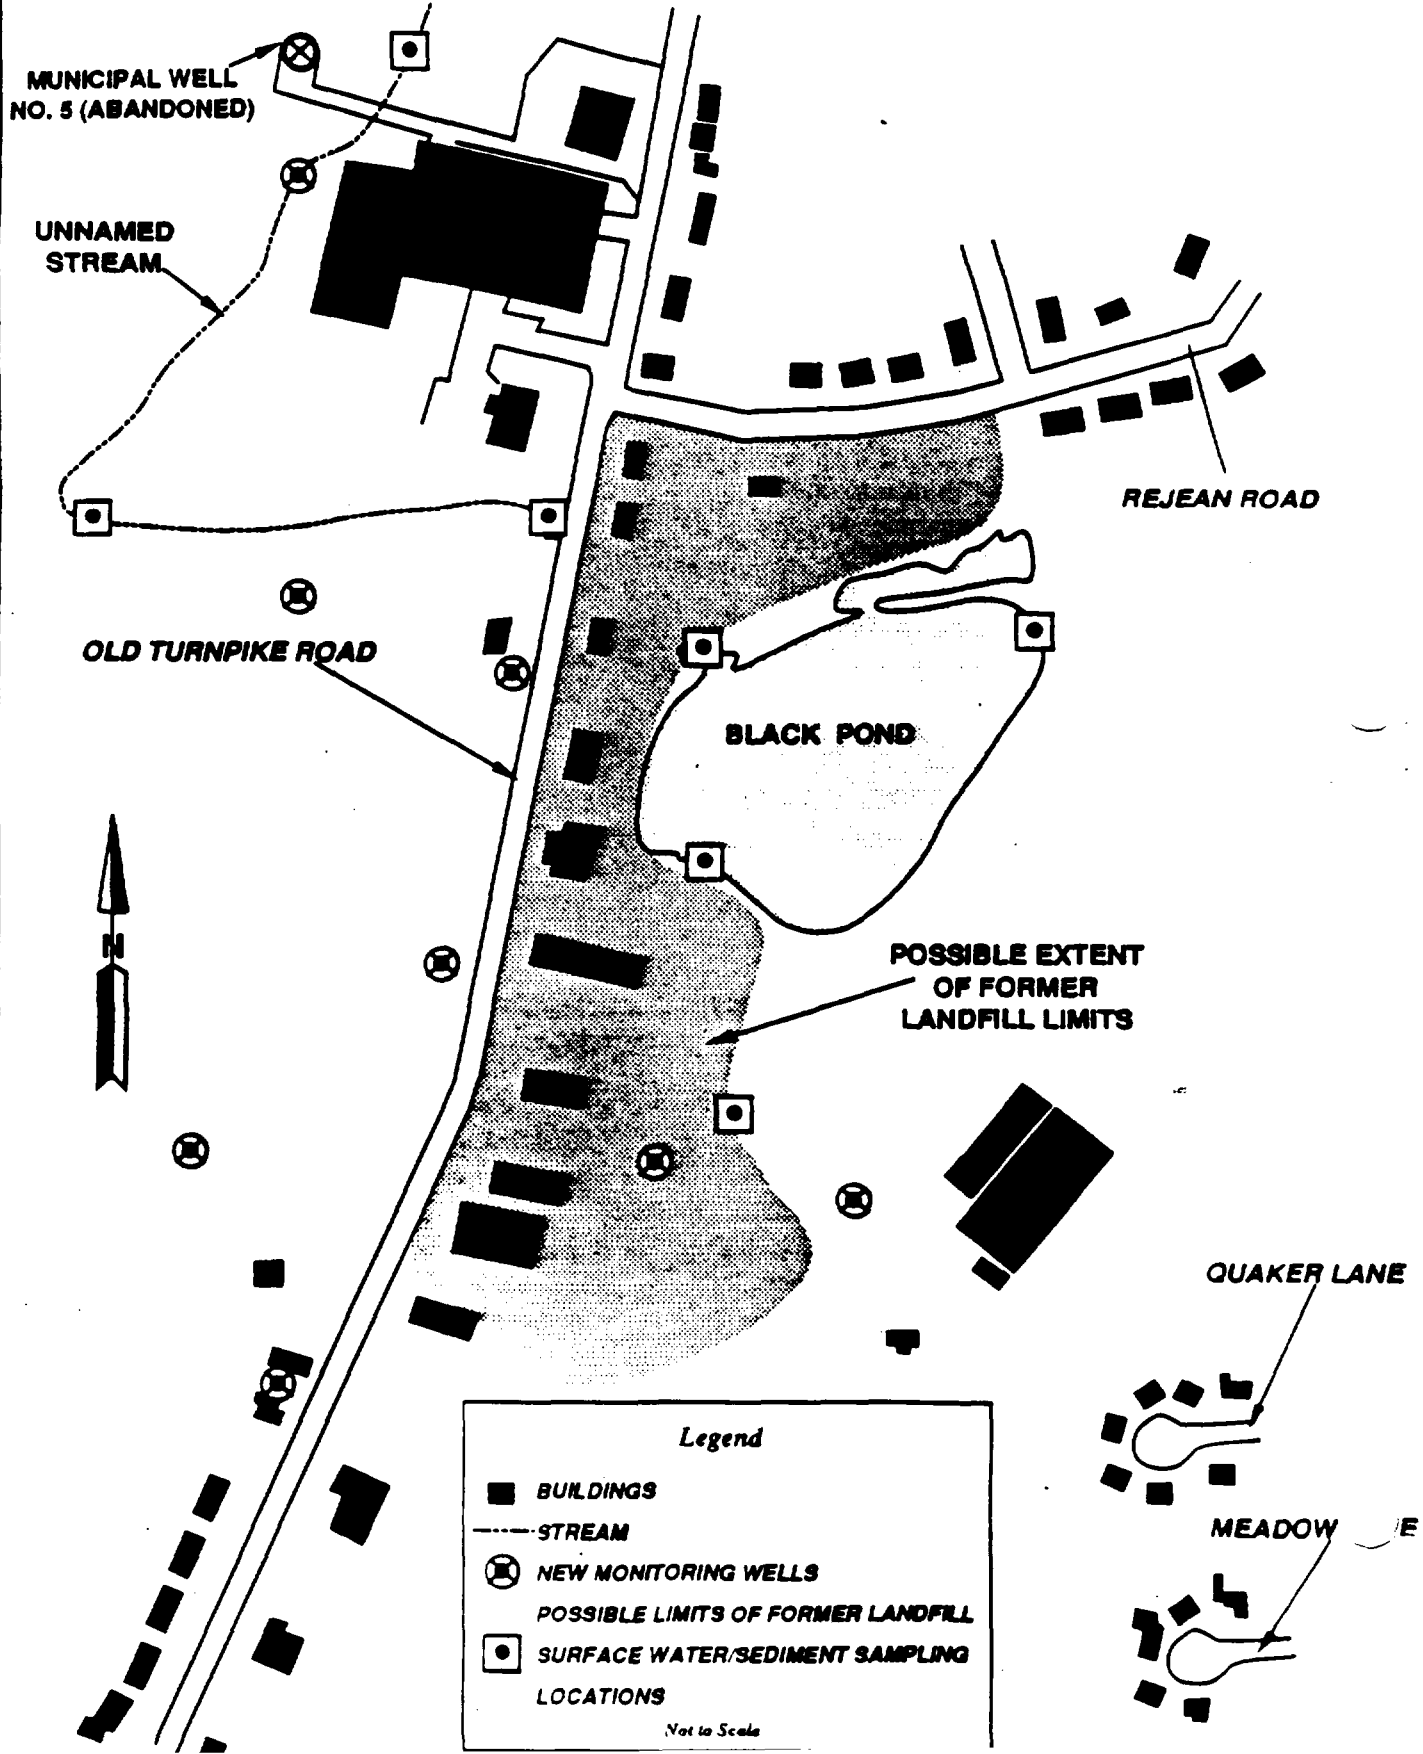 MUNICIPAL WELL
NO. 5 (ABANDONED)
UNNAMED
STREAM
REJEAN ROAD
OLD TURNPIKE ROAD
BLACK POND
N
POSSIBLE EXTENT
OF FORMER
LANDFILL LIMITS
QUAKER LANE
MEADOW
Legend
BUILDINGS
STREAM
NEW MONITORING WELLS
POSSIBLE LIMITS OF FORMER LANDFILL
SURFACE WATER/SEDIMENT SAMPLING
LOCATIONS
Not to Scale